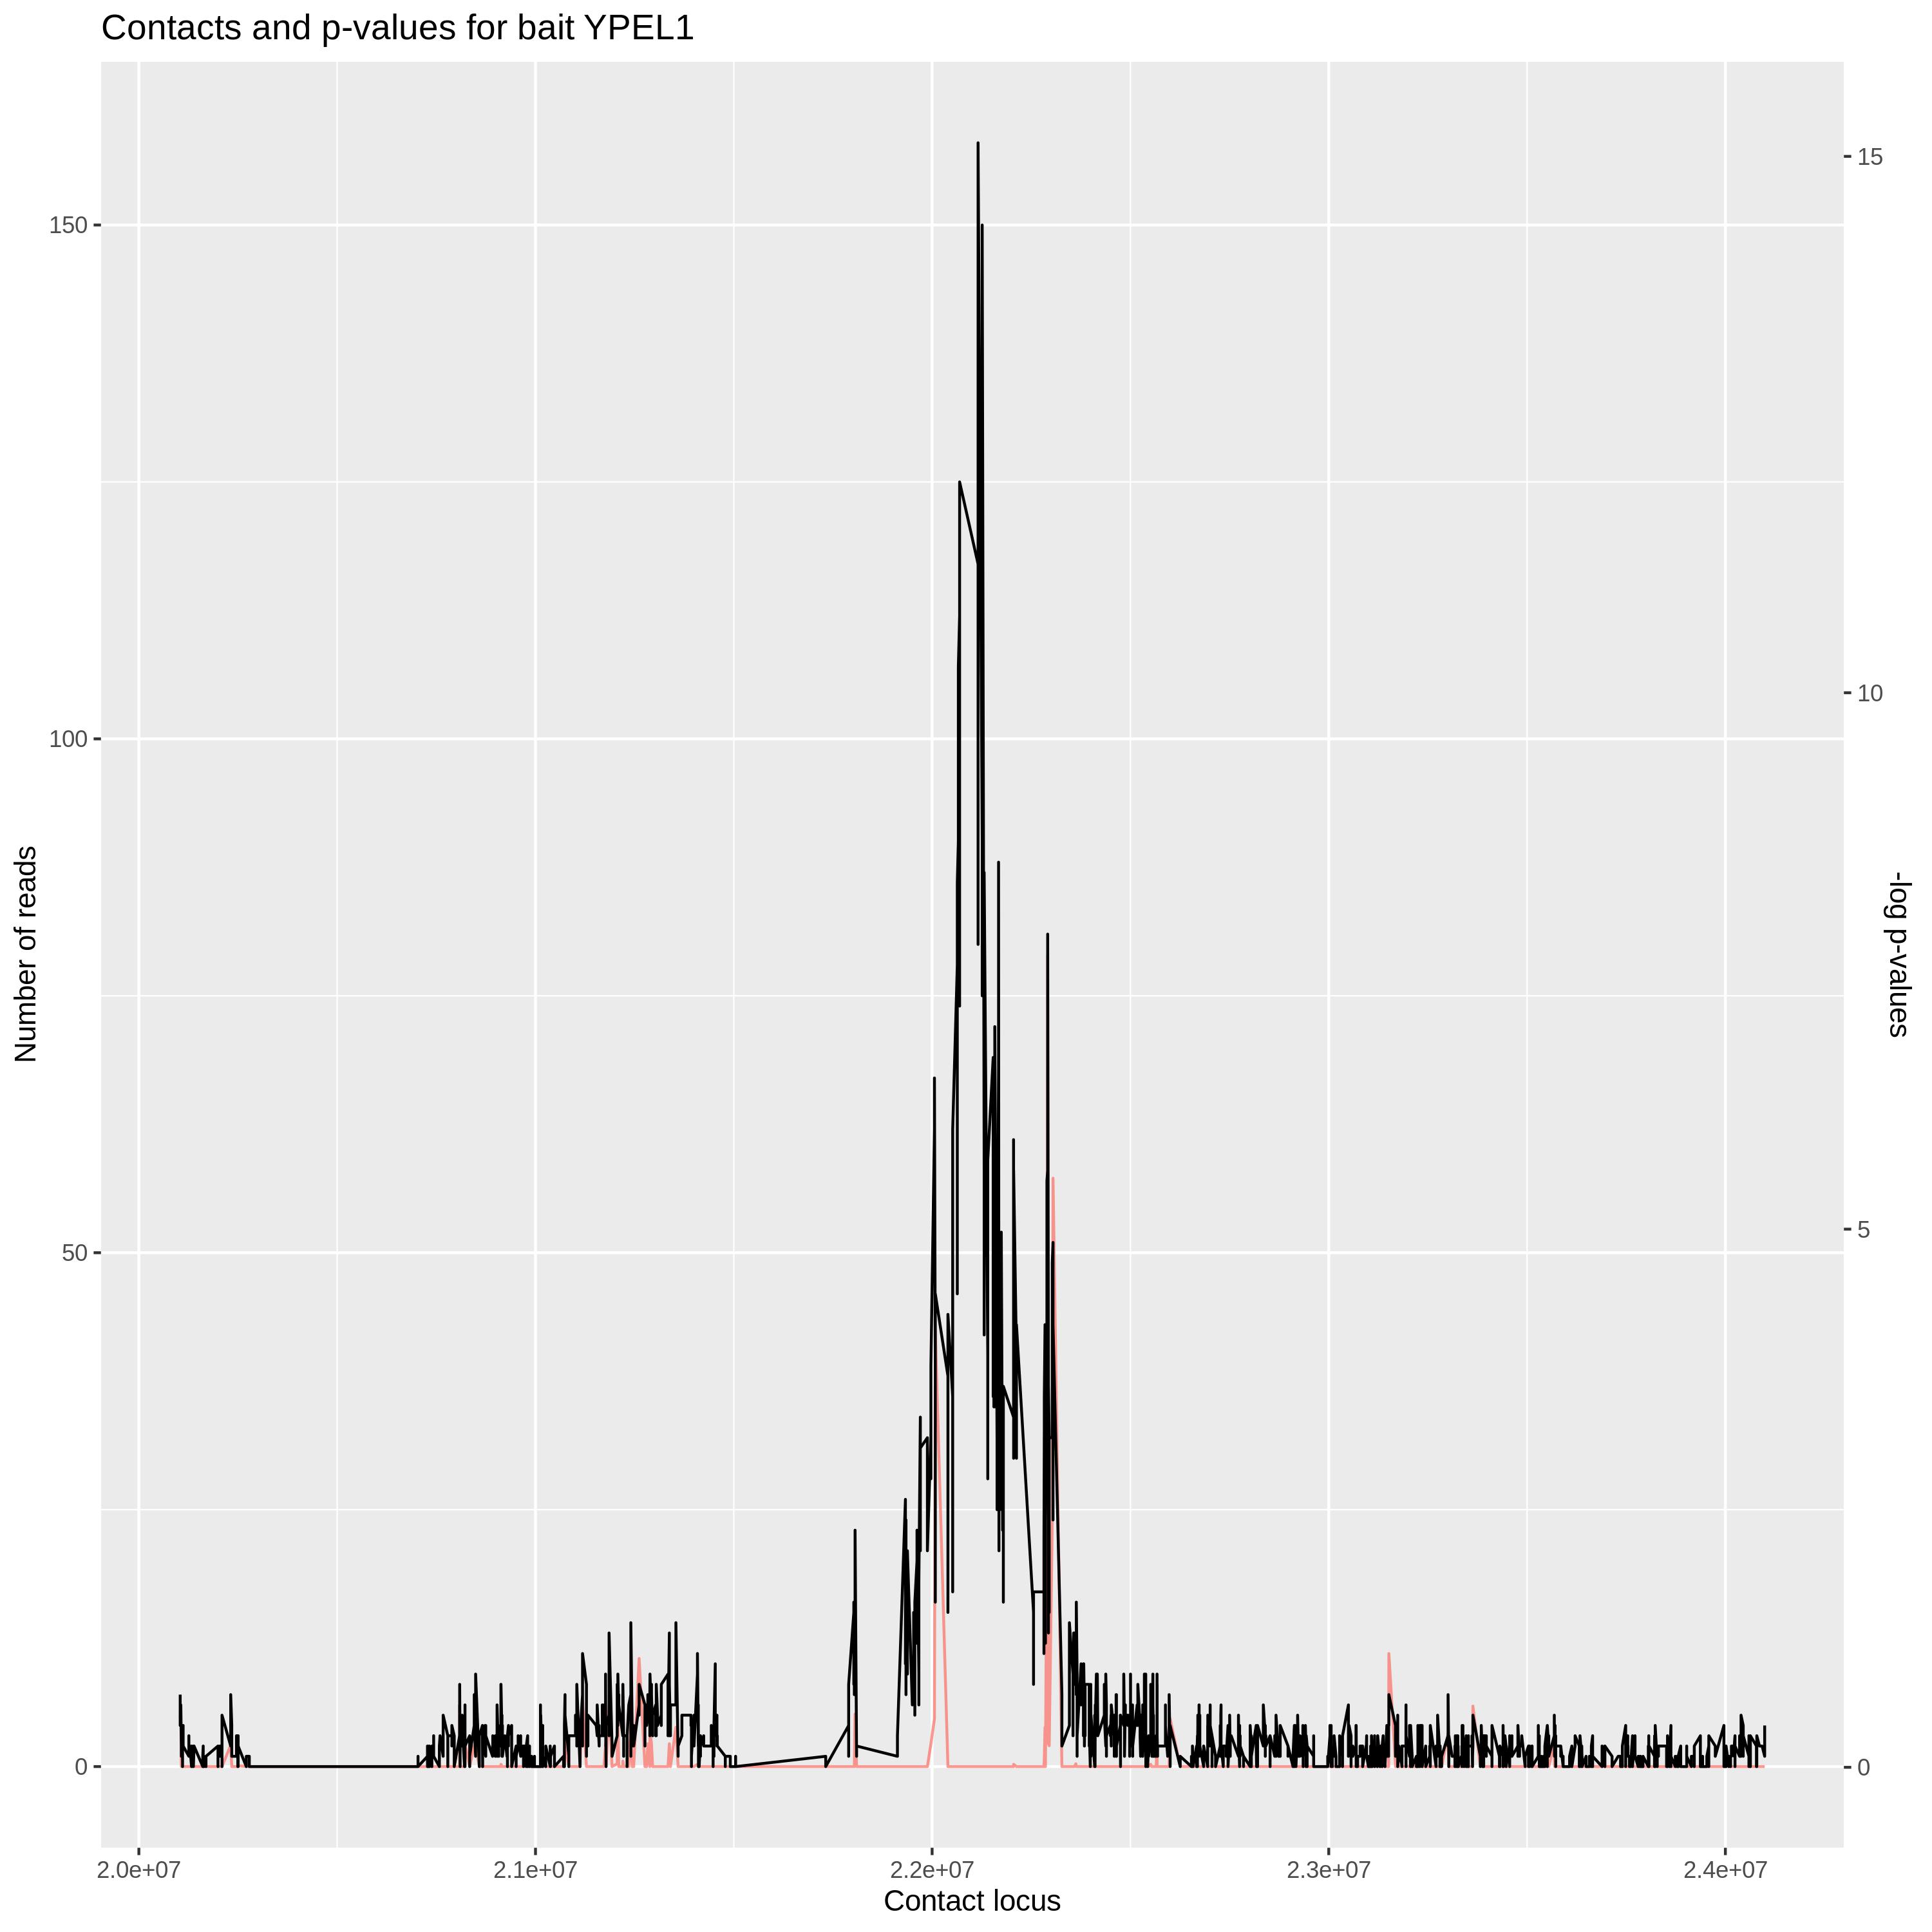 Contacts and p-values for bait YPEL1
150
100
50
0
Number of reads
15
10
5
0
-log p-values
2.0e+07
2.1e+07
2.2e+07
2.3e+07
2.4e+07
Contact locus